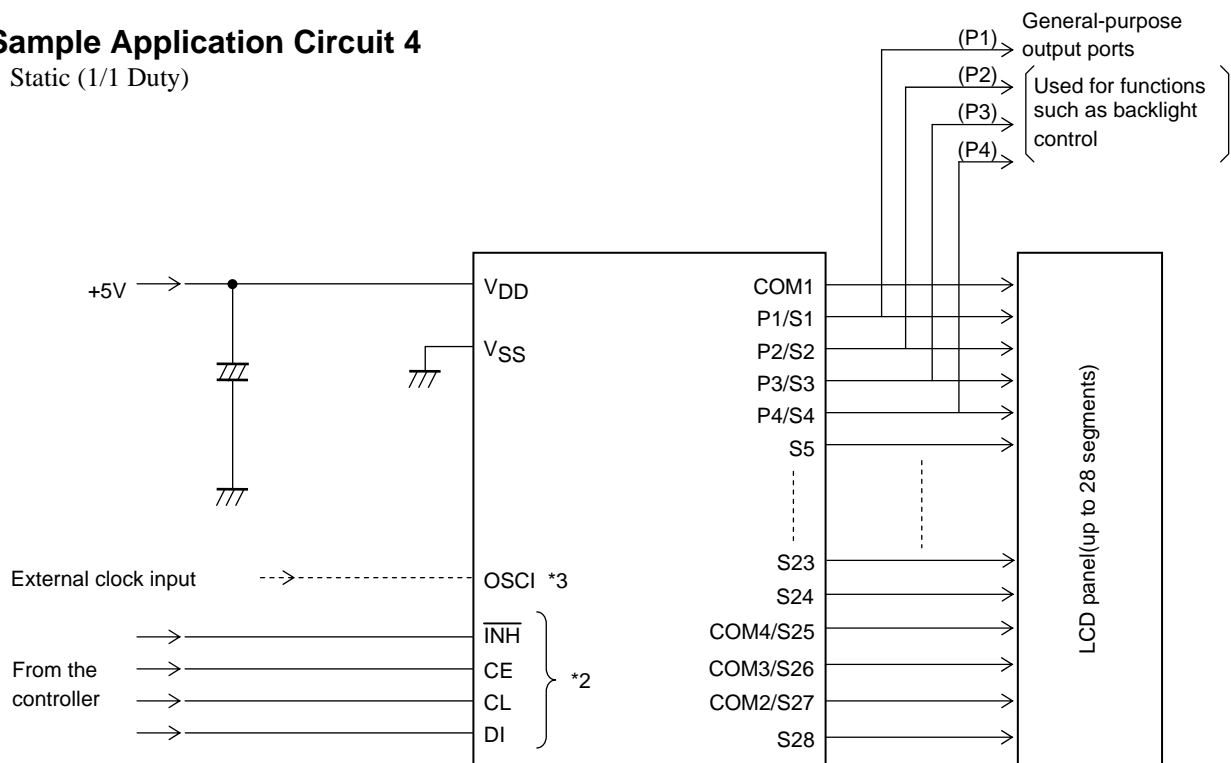 Sample Application Circuit 4
Static (1/1 Duty)
General-purpose
output ports
(P1)
(P2)
(P3)
(P4)
Used for functions
such as backlight
control
+5V
VDD
VSS
COM1
P1/S1
P2/S2
P3/S3
P4/S4
S5
S23
S24
COM4/S25
COM3/S26
COM2/S27
S28
LCD panel(up to 28 segments)
External clock input
OSCI *3
INH
CE
CL
DI
*2
From the
controller